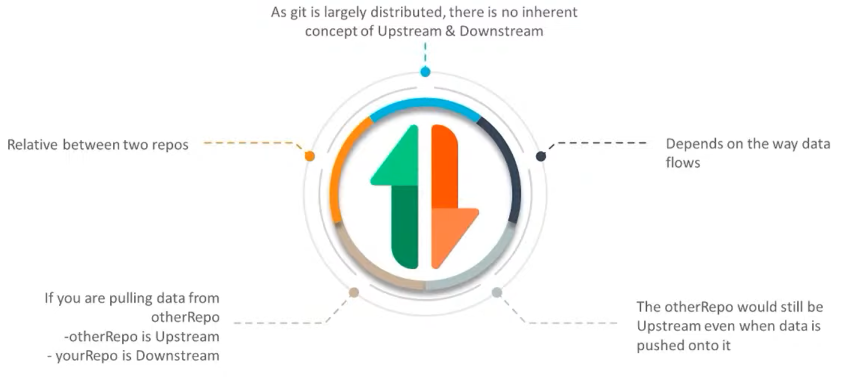 As git is largely distributed, there is no inherent
concept of Upstream & Downstream
Relative between two repos
Depends on the way data
flows
If you are pulling data from
otherRepo
-otherRepo is Upstream
- yourRepo is Downstream
The otherRepo would still be
Upstream even when data is
pushed onto it